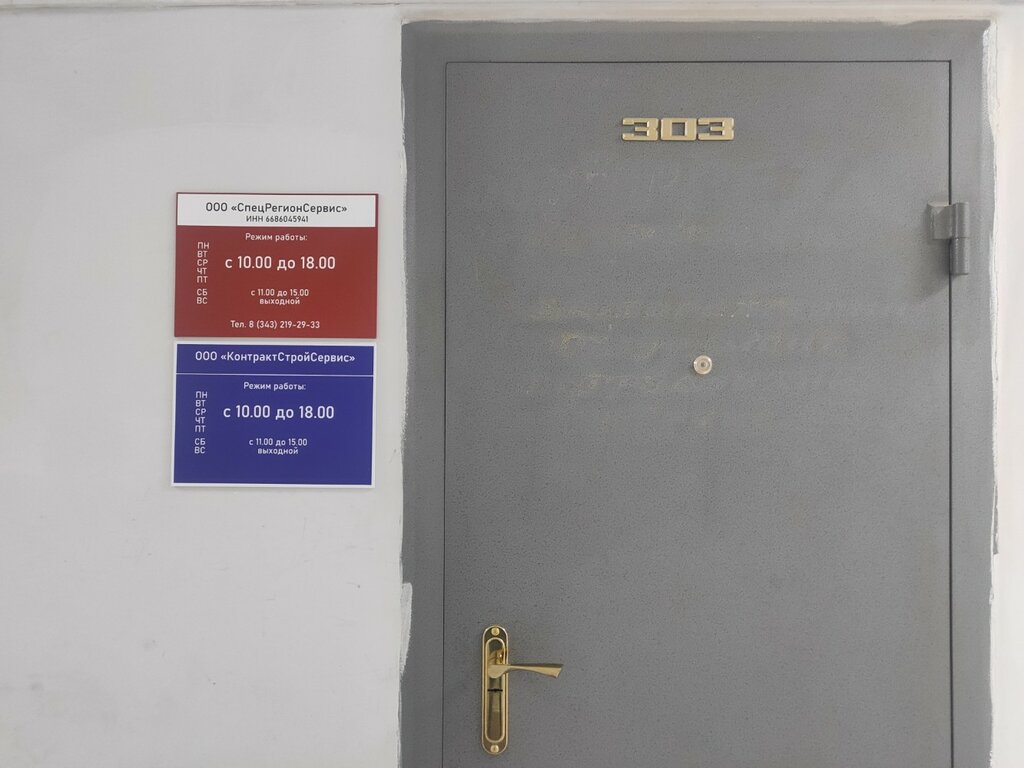 303
ООО «СпецРегионСервис»
ИНН 6686045941
Режим работы:
ПН
ВТ
СР
ЧТ
ПТ
с 10.00 до 18.00
СБ
ВС
с 11.00 до 15.00
выходной
Тел. 8 (343) 219-29-33
ООО «КонтрактСтройСервис»
Режим работы:
ПН
ВТ
СР
ЧТ
ПТ
с 10.00 до 18.00
СБ
ВС
с 11.00 до 15.00
выходной